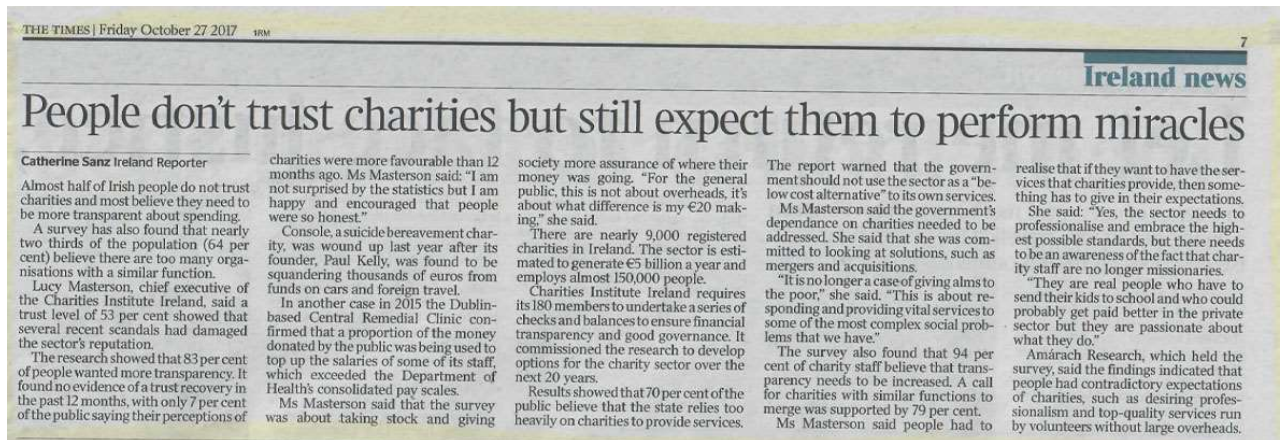 THE TIMES | Friday October 27 2017 1RM
7
Ireland news
People don't trust charities but still expect them to perform miracles
Catherine Sanz Ireland Reporter
Almost half of Irish people do not trust
charities and most believe they need to
be more transparent about spending.
A survey has also found that nearly
two thirds of the population (64 per
cent) believe there are too many orga-
nisations with a similar function.
Lucy Masterson, chief executive of
the Charities Institute Ireland, said a
trust level of 53 per cent showed that
several recent scandals had damaged
the sector's reputation.
The research showed that 83 per cent
of people wanted more transparency. It
found no evidence of a trust recovery in
the past 12 months, with only 7 per cent
of the public saying their perceptions of
charities were more favourable than 12
months ago. Ms Masterson said: "I am
not surprised by the statistics but I am
happy and encouraged that people
were so honest."
Console, a suicide bereavement char-
ity, was wound up last year after its
founder, Paul Kelly, was found to be
squandering thousands of euros from
funds on cars and foreign travel.
In another case in 2015 the Dublin-
based Central Remedial Clinic con-
firmed that a proportion of the money
donated by the public was being used to
top up the salaries of some of its staff,
which exceeded the Department of
Health's consolidated pay scales.
Ms Masterson said that the survey
was about taking stock and giving
society more assurance of where their
money was going. "For the general
public, this is not about overheads, it's
about what difference is my €20 mak-
ing," she said.
There are nearly 9,000 registered
charities in Ireland. The sector is esti-
mated to generate €5 billion a year and
employs almost 150,000 people.
Charities Institute Ireland requires
its 180 members to undertake a series of
checks and balances to ensure financial
transparency and good governance. It
commissioned the research to develop
options for the charity sector over the
next 20 years.
Results showed that 70 per cent of the
public believe that the state relies too
heavily on charities to provide services.
The report warned that the govern-
ment should not use the sector as a "be-
low cost alternative" to its own services.
Ms Masterson said the government's
dependance on charities needed to be
addressed. She said that she was com-
mitted to looking at solutions, such as
mergers and acquisitions.
"It is no longer a case of giving alms to
the poor," she said. "This is about re-
sponding and providing vital services to
some of the most complex social prob-
lems that we have."
The survey also found that 94 per
cent of charity staff believe that trans-
parency needs to be increased. A call
for charities with similar functions to
merge was supported by 79 per cent.
Ms Masterson said people had to
realise that if they want to have the ser-
vices that charities provide, then some-
thing has to give in their expectations.
She said: "Yes, the sector needs to
professionalise and embrace the high-
est possible standards, but there needs
to be an awareness of the fact that char-
ity staff are no longer missionaries.
"They are real people who have to
send their kids to school and who could
probably get paid better in the private
sector but they are passionate about
what they do."
Amárach Research, which held the
survey, said the findings indicated that
people had contradictory expectations
of charities, such as desiring profes-
sionalism and top-quality services run
by volunteers without large overheads.